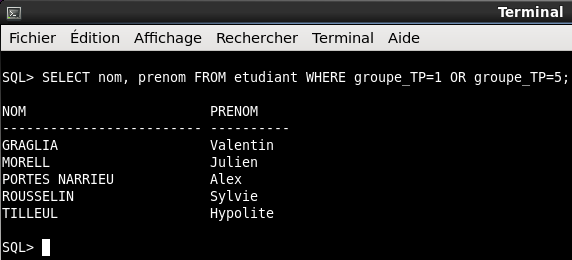 Terminal
Fichier Édition Affichage Rechercher Terminal Aide
SQL> SELECT nom, prenom FROM etudiant WHERE groupe_TP=1 OR groupe_TP=5;
NOM PRENOM
------------------------- ----------
GRAGLIA Valentin
MORELL Julien
PORTES NARRIEU Alex
ROUSSELIN Sylvie
TILLEUL Hypolite
SQL>